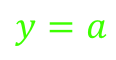 y = a